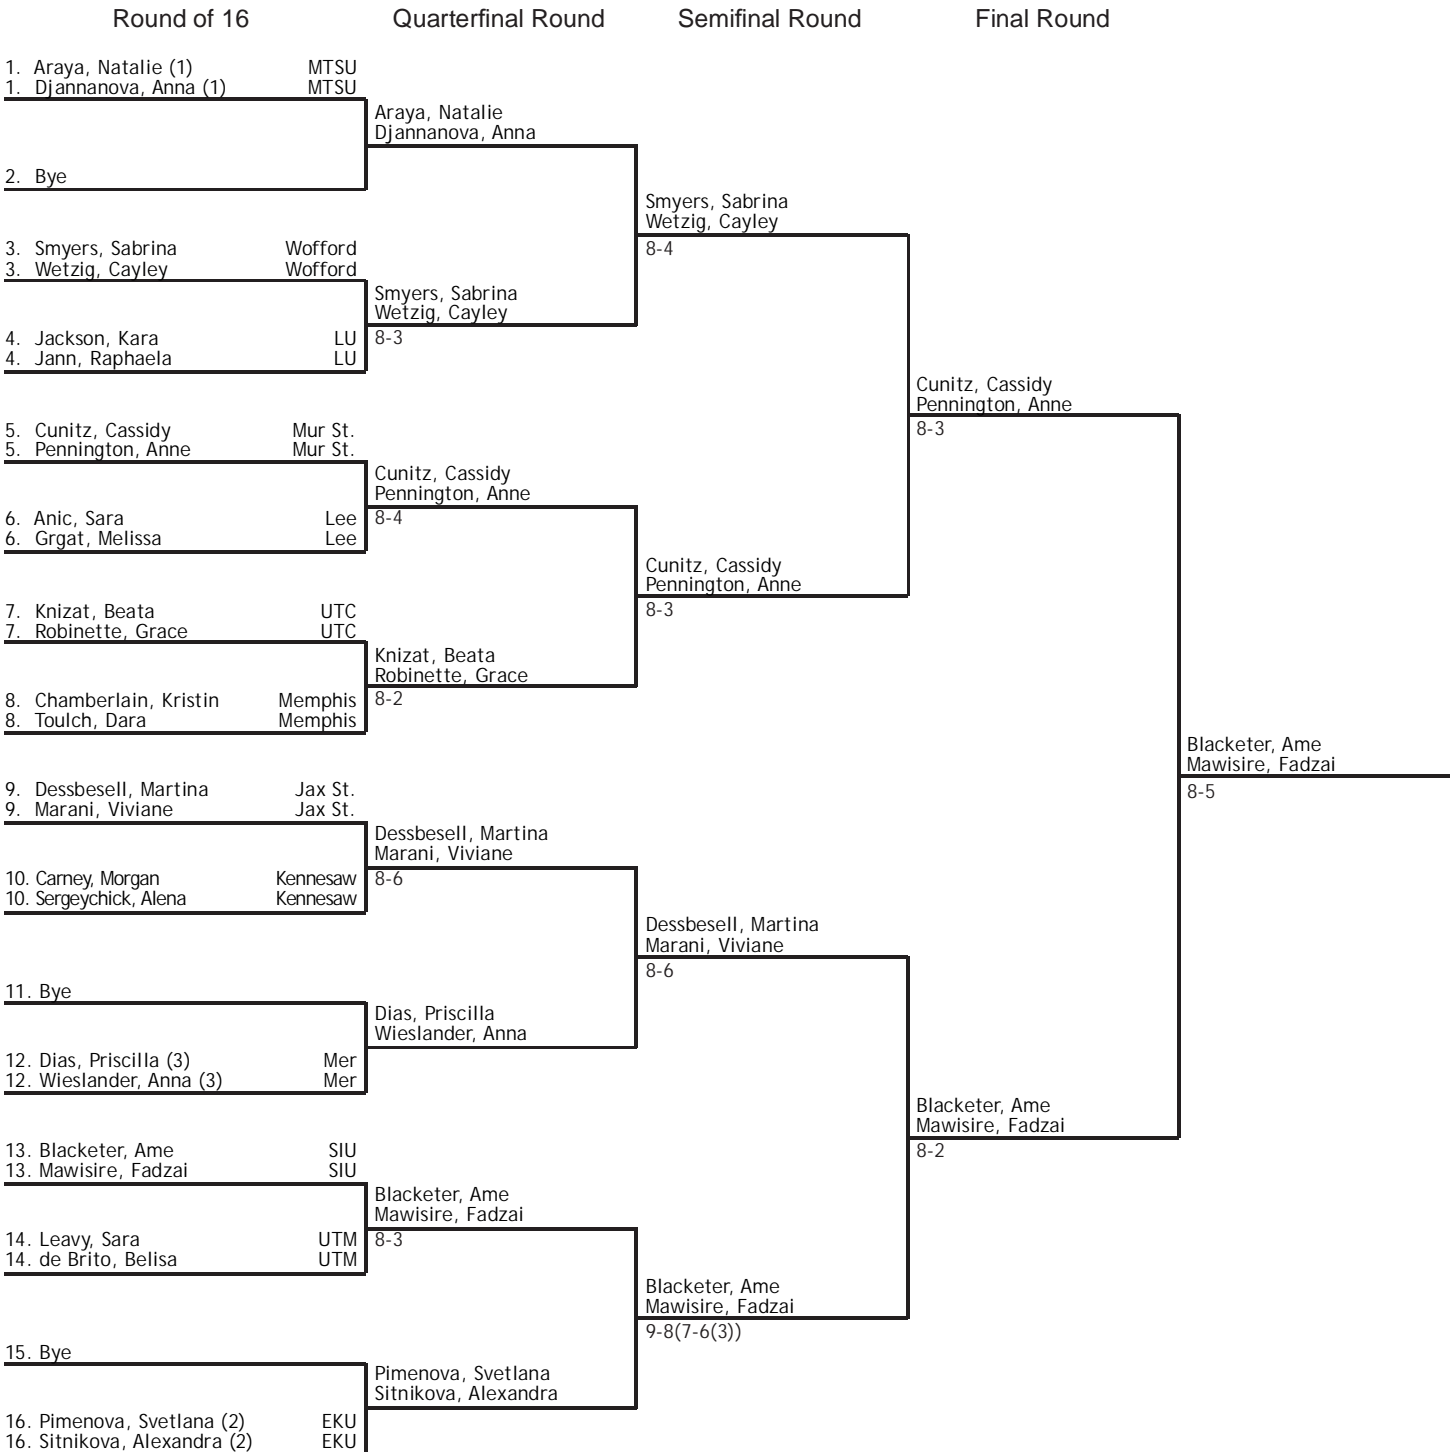 Round of 16 Quarterfinal Round Semifinal Round Final Round
1. Araya, Natalie (1) MTSU
1. Djannanova, Anna (1) MTSU
2. Bye
3. Smyers, Sabrina Wofford
3. Wetzig, Cayley Wofford
4. Jackson, Kara LU
4. Jann, Raphaela LU
5. Cunitz, Cassidy Mur St.
5. Pennington, Anne Mur St.
6. Anic, Sara Lee
6. Grgat, Melissa Lee
7. Knizat, Beata UTC
7. Robinette, Grace UTC
8. Chamberlain, Kristin Memphis
8. Toulch, Dara Memphis
9. Dessbesell, Martina Jax St.
9. Marani, Viviane Jax St.
10. Carney, Morgan Kennesaw
10. Sergeychick, Alena Kennesaw
11. Bye
12. Dias, Priscilla (3) Mer
12. Wieslander, Anna (3) Mer
13. Blacketer, Ame SIU
13. Mawisire, Fadzai SIU
14. Leavy, Sara UTM
14. de Brito, Belisa UTM
15. Bye
16. Pimenova, Svetlana (2) EKU
16. Sitnikova, Alexandra (2) EKU
Araya, Natalie
Djannanova, Anna
Smyers, Sabrina
Wetzig, Cayley
8-3
Cunitz, Cassidy
Pennington, Anne
8-4
Knizat, Beata
Robinette, Grace
8-2
Dessbesell, Martina
Marani, Viviane
8-6
Dias, Priscilla
Wieslander, Anna
Blacketer, Ame
Mawisire, Fadzai
8-3
Pimenova, Svetlana
Sitnikova, Alexandra
Smyers, Sabrina
Wetzig, Cayley
8-4
Cunitz, Cassidy
Pennington, Anne
8-3
Dessbesell, Martina
Marani, Viviane
8-6
Blacketer, Ame
Mawisire, Fadzai
9-8(7-6(3))
Cunitz, Cassidy
Pennington, Anne
8-3
Blacketer, Ame
Mawisire, Fadzai
8-2
Blacketer, Ame
Mawisire, Fadzai
8-5